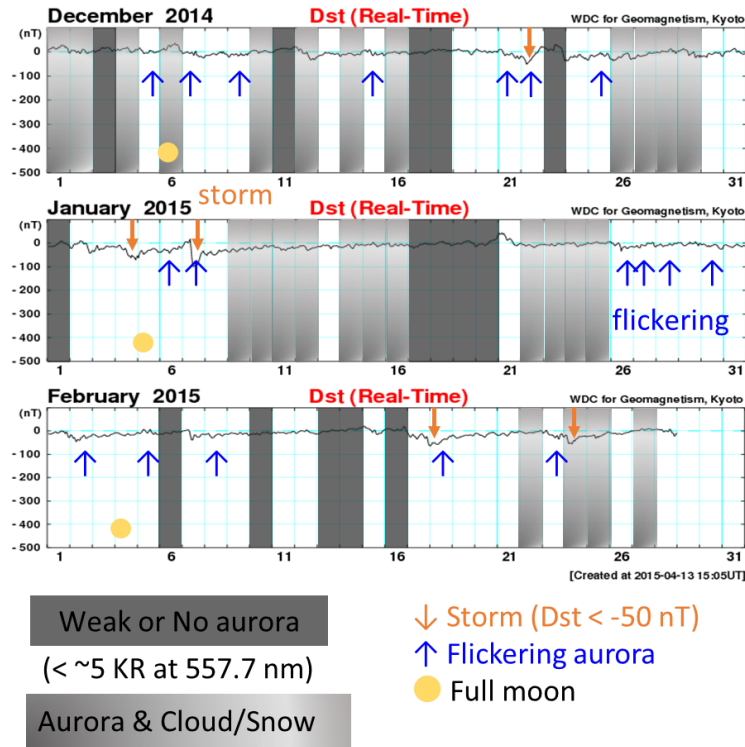 December 2014 Dst (Real-Time) WDC for Geomagnetism, Kyoto
(nT)
0
- 100
- 200
- 300
- 400
- 500
1 6 11 16 21 26 31
storm
January 2015 Dst (Real-Time) WDC for Geomagnetism, Kyoto
(nT)
0
- 100
- 200
- 300
- 400
- 500
flickering
1 6 11 16 21 26 31
February 2015 Dst (Real-Time) WDC for Geomagnetism, Kyoto
(nT)
0
- 100
- 200
- 300
- 400
- 500
1 6 11 16 21 26 31
[Created at 2015-04-13 15:05UT]
Weak or No aurora
(< ~5 KR at 557.7 nm)
Aurora & Cloud/Snow
↓ Storm (Dst < -50 nT)
↑ Flickering aurora
Full moon